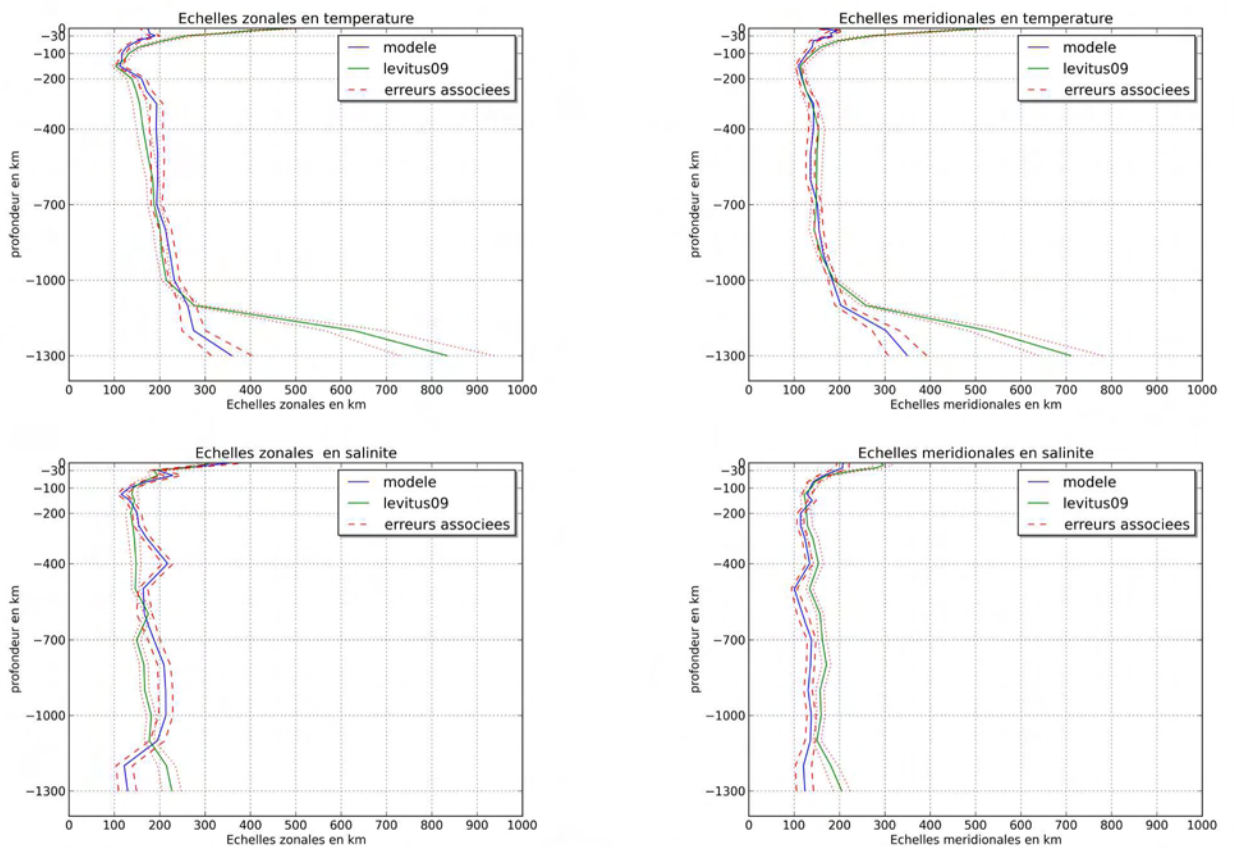 Echelles zonales en temperature
0
−30
−100
−200
−400
−700
−1000
−1300
profondeur en km
modele
levitus09
erreurs associees
0 100 200 300 400 500 600 700 800 900 1000
Echelles zonales en km
Echelles meridionales en temperature
0
−30
−100
−200
−400
−700
−1000
−1300
profondeur en km
modele
levitus09
erreurs associees
0 100 200 300 400 500 600 700 800 900 1000
Echelles meridionales en km
Echelles zonales en salinite
0
−30
−100
−200
−400
−700
−1000
−1300
profondeur en km
modele
levitus09
erreurs associees
0 100 200 300 400 500 600 700 800 900 1000
Echelles zonales en km
Echelles meridionales en salinite
0
−30
−100
−200
−400
−700
−1000
−1300
profondeur en km
modele
levitus09
erreurs associees
0 100 200 300 400 500 600 700 800 900 1000
Echelles meridionales en km